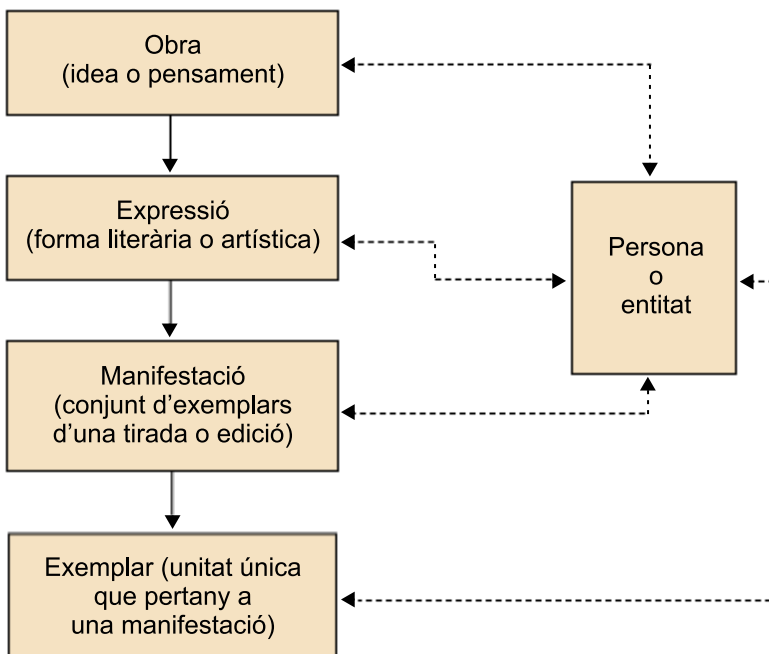 Obra
(idea o pensament)
Expressió
(forma literària o artística)
Persona
o
entitat
Manifestació
(conjunt d’exemplars
d’una tirada o edició)
Exemplar (unitat única
que pertany a
una manifestació)